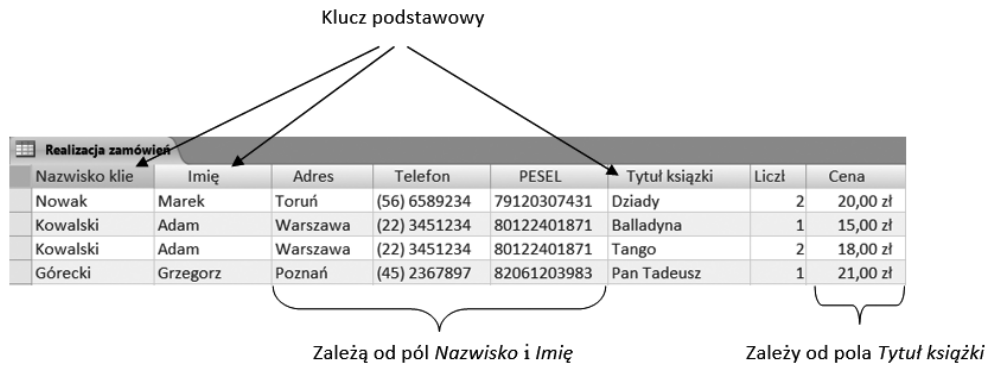 Klucz podstawowy
Realizacja zamówień
Nazwisko klie Imię Adres Telefon PESEL Tytuł książki Liczł Cena
Nowak Marek Toruń (56) 6589234 79120307431 Dziady 2 20,00 zł
Kowalski Adam Warszawa (22) 3451234 80122401871 Balladyna 1 15,00 zł
Kowalski Adam Warszawa (22) 3451234 80122401871 Tango 2 18,00 zł
Górecki Grzegorz Poznań (45) 2367897 82061203983 Pan Tadeusz 1 21,00 zł
Zależą od pól Nazwisko i Imię Zależy od pola Tytuł książki